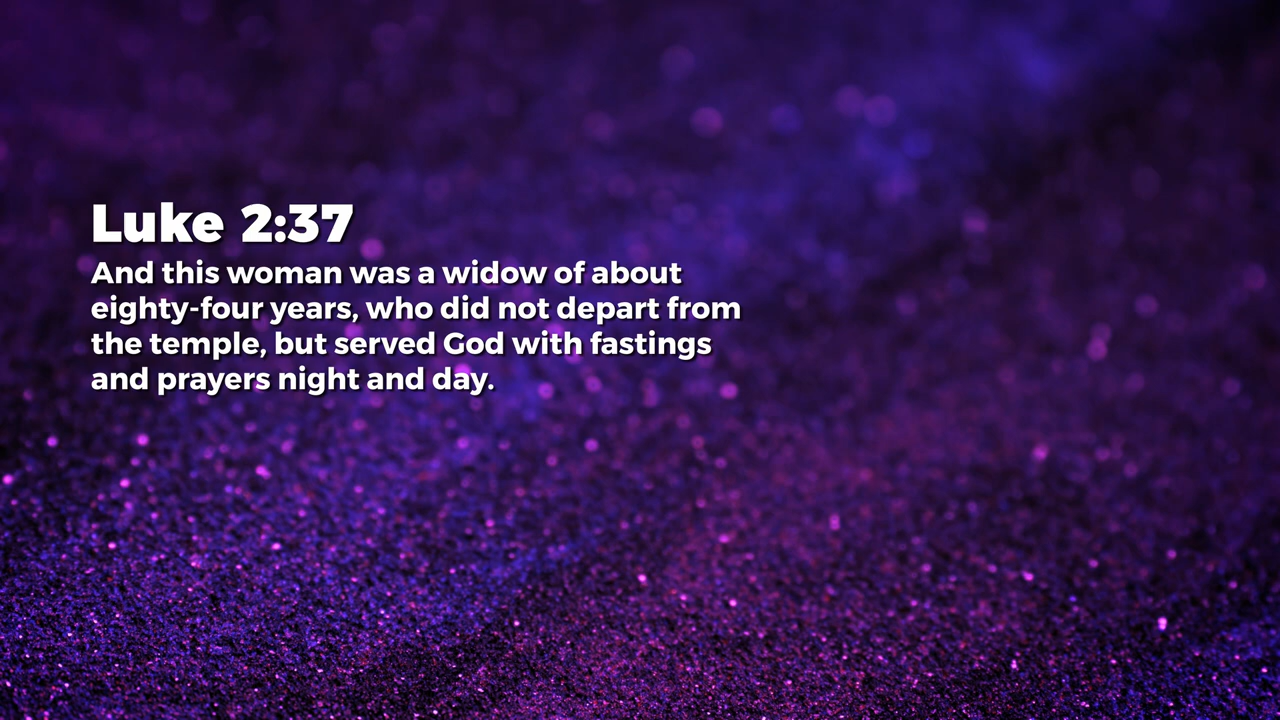 Luke 2:37
And this woman was a widow of about
eighty-four years, who did not depart from
the temple, but served God with fastings
and prayers night and day.